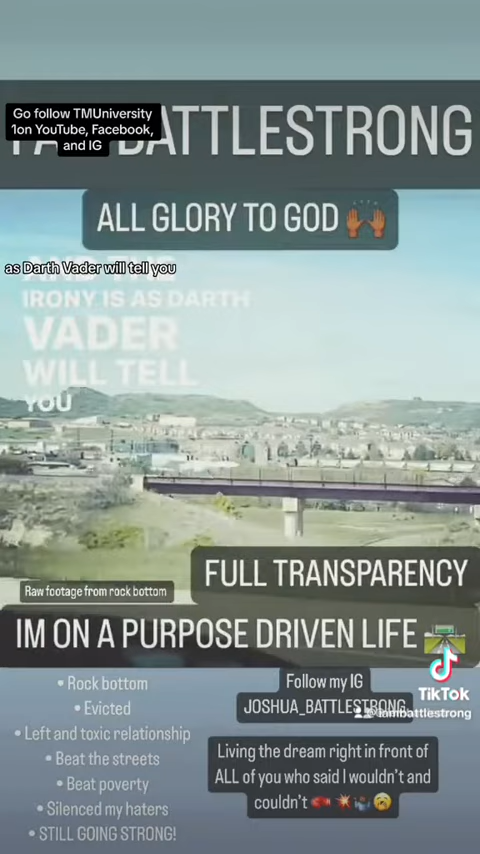 Go follow TMUniversity
1on YouTube, Facebook,
and IG
BATTLESTRONG
ALL GLORY TO GOD 🙌🏾
as Darth Vader will tell you
AND THE
IRONY IS AS DARTH
VADER
WILL TELL
YOU
FULL TRANSPARENCY
Raw footage from rock bottom
IM ON A PURPOSE DRIVEN LIFE 🛣️
• Rock bottom
• Evicted
• Left and toxic relationship
• Beat the streets
• Beat poverty
• Silenced my haters
• STILL GOING STRONG!
Follow my IG
JOSHUA_BATTLESTRONG
TikTok
@iambattlestrong
Living the dream right in front of
ALL of you who said I wouldn't and
couldn't